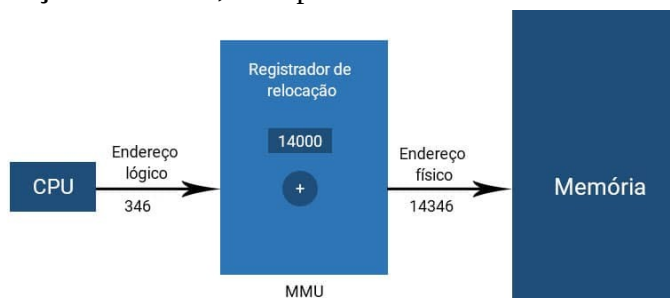 Registrador de
relocação
14000
+
Endereço
lógico
CPU
346
Endereço
físico
14346
Memória
MMU